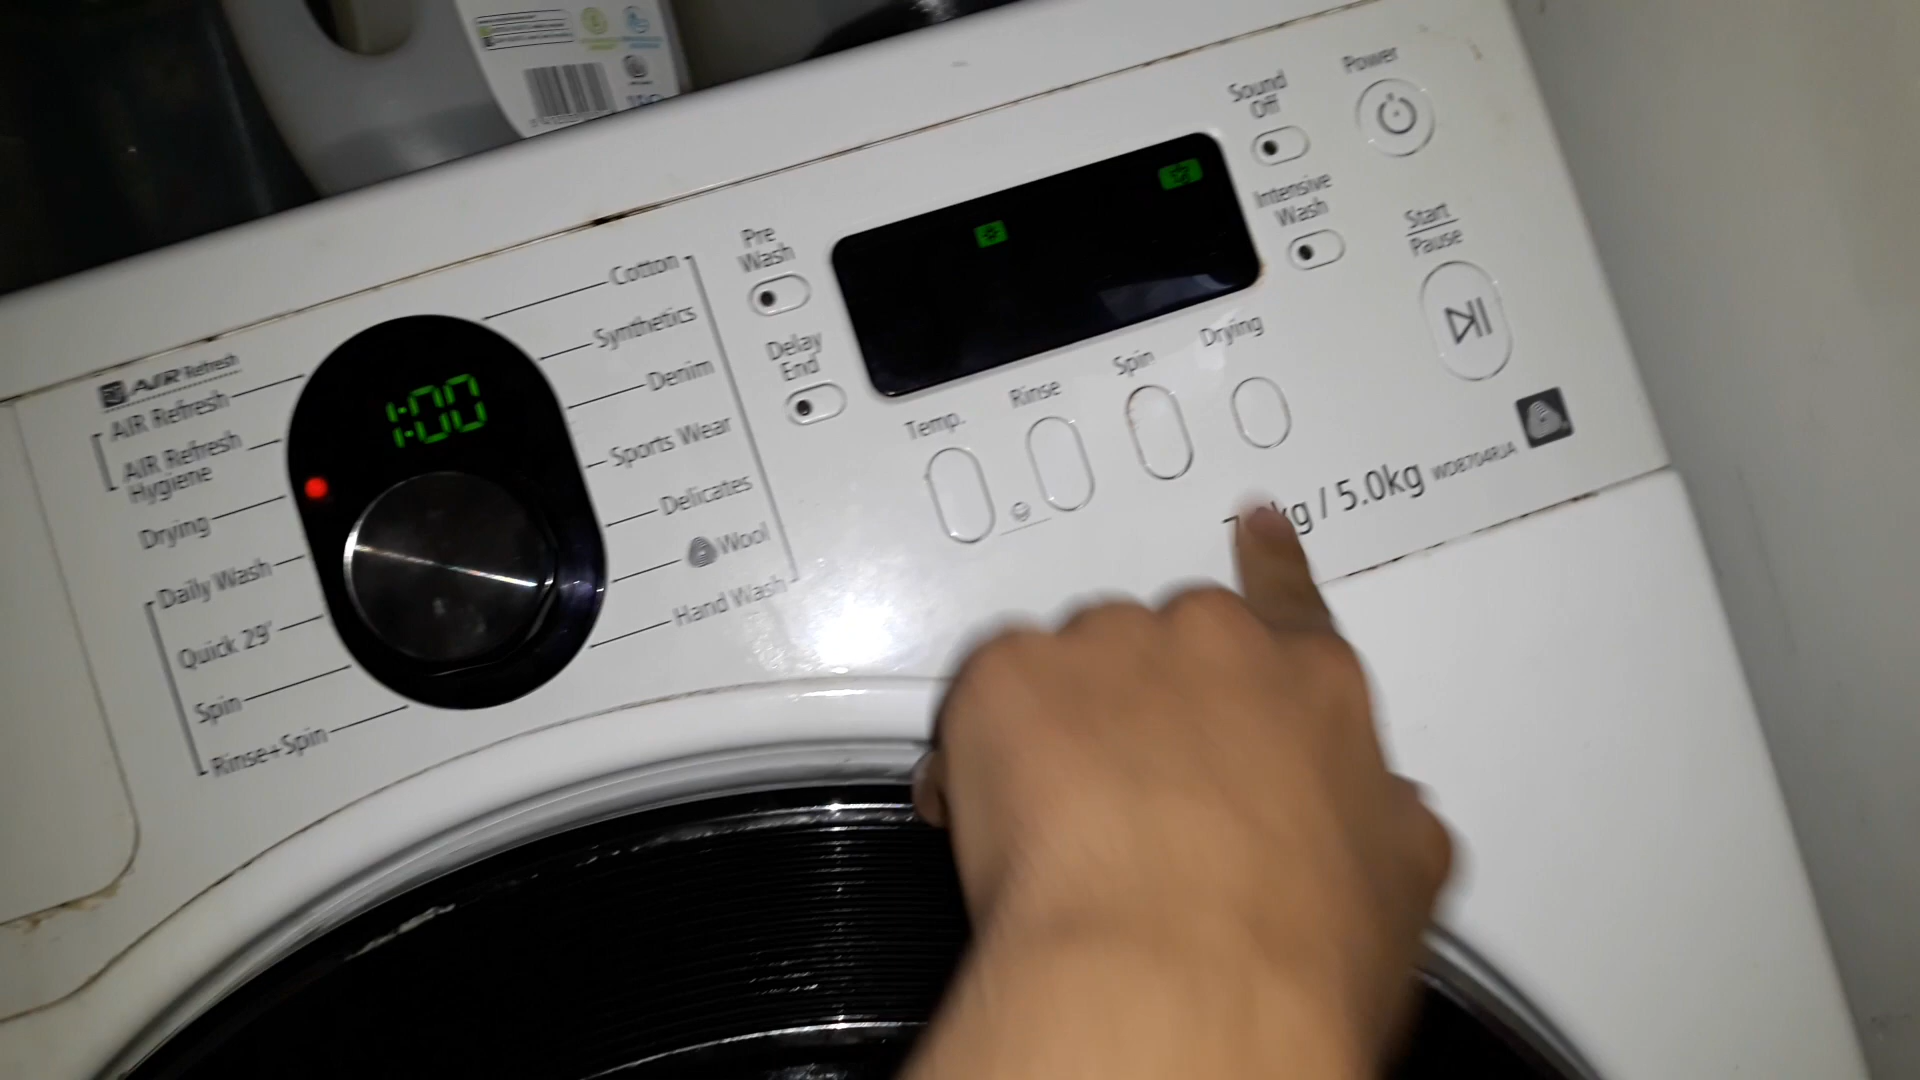 AIR Refresh
AIR Refresh
AIR Refresh
Hygiene
Drying
Daily Wash
Quick 29'
Spin
Rinse+Spin
1:00
Cotton
Synthetics
Denim
Sports Wear
Delicates
Wool
Hand Wash
Pre
Wash
Delay
End
Temp.
Rinse
Spin
Drying
Sound
Off
Intensive
Wash
Power
Start
Pause
kg / 5.0kg WD8704RJA